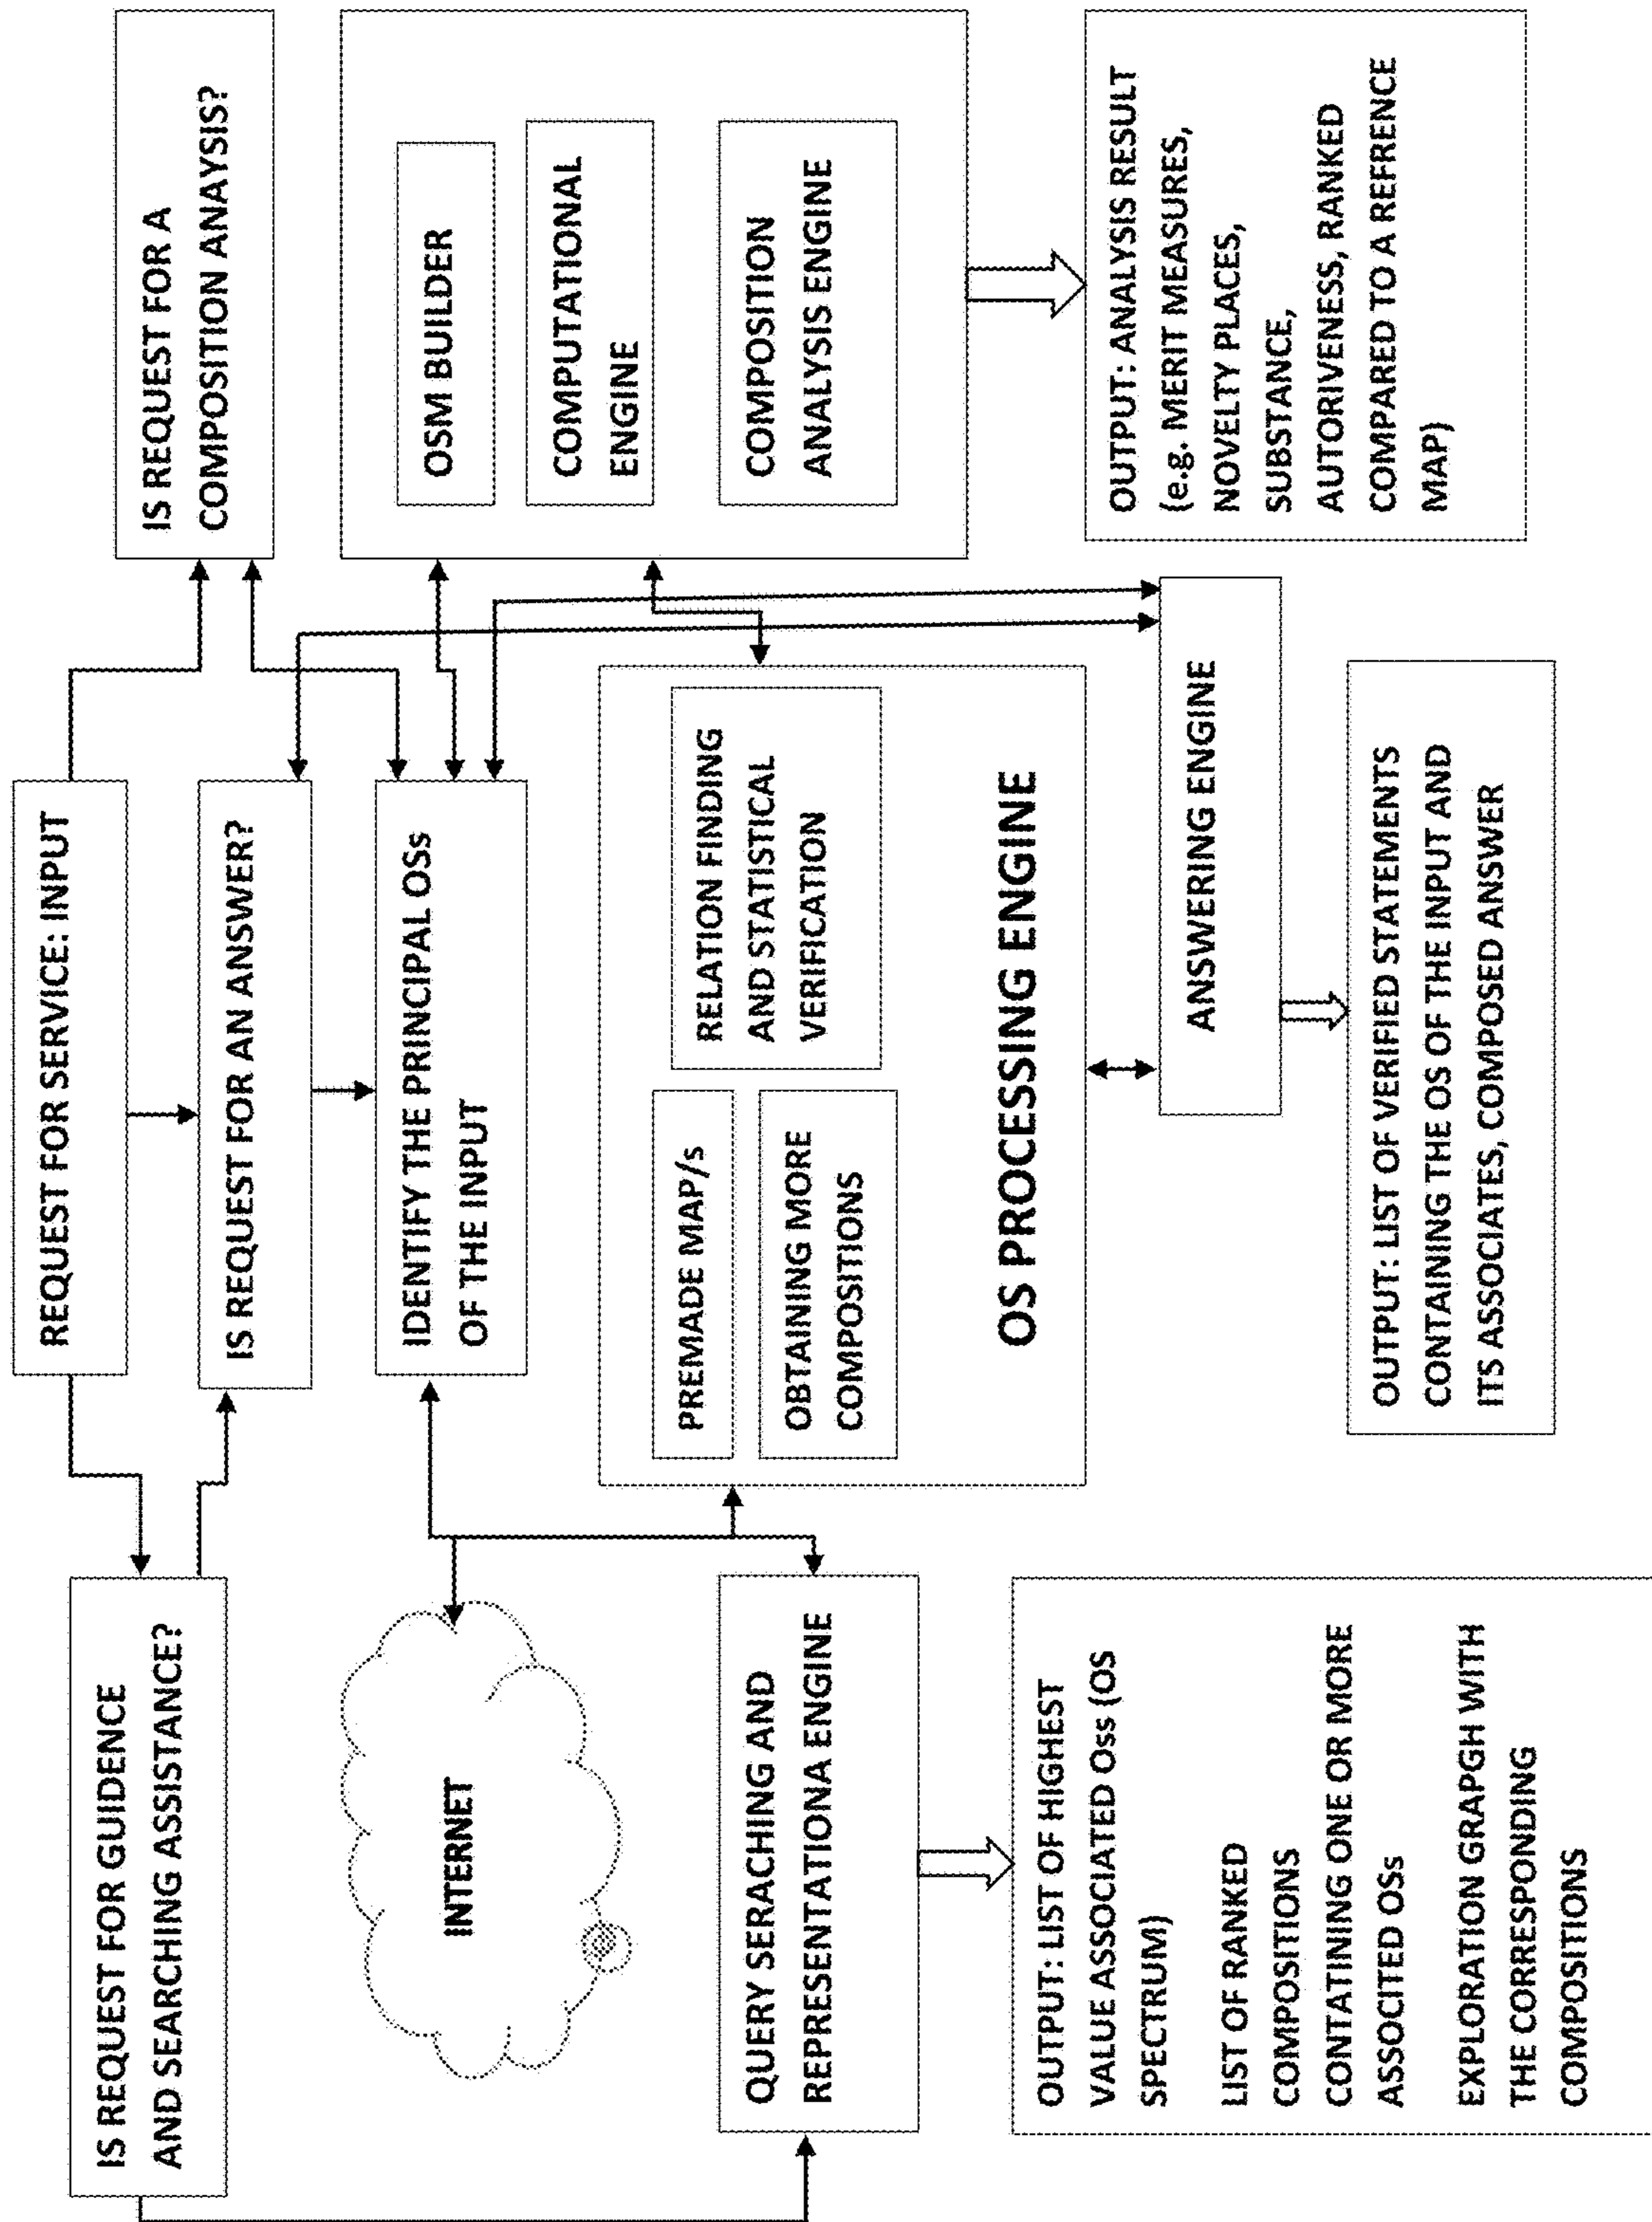 REQUEST FOR SERVICE: INPUT
IS REQUEST FOR GUIDENCE
AND SEARCHING ASSISTANCE?
IS REQUEST FOR AN ANSWER?
IS REQUEST FOR A
COMPOSITION ANAYSIS?
IDENTIFY THE PRINCIPAL OSs
OF THE INPUT
INTERNET
OSM BUILDER
COMPUTATIONAL
ENGINE
COMPOSITION
ANALYSIS ENGINE
PREMADE MAP/s
OBTAINING MORE
COMPOSITIONS
RELATION FINDING
AND STATISTICAL
VERIFICATION
OS PROCESSING ENGINE
QUERY SERACHING AND
REPRESENTATIONA ENGINE
ANSWERING ENGINE
OUTPUT: LIST OF HIGHEST
VALUE ASSOCIATED Oss (OS
SPECTRUM)
LIST OF RANKED
COMPOSITIONS
CONTATINING ONE OR MORE
ASSOCITED OSs
EXPLORATION GRAPGH WITH
THE CORRESPONDING
COMPOSITIONS
OUTPUT: LIST OF VERIFIED STATEMENTS
CONTAINING THE OS OF THE INPUT AND
ITS ASSOCIATES, COMPOSED ANSWER
OUTPUT: ANALYSIS RESULT
(e.g. MERIT MEASURES,
NOVELTY PLACES,
SUBSTANCE,
AUTORIVENESS, RANKED
COMPARED TO A REFERENCE
MAP)